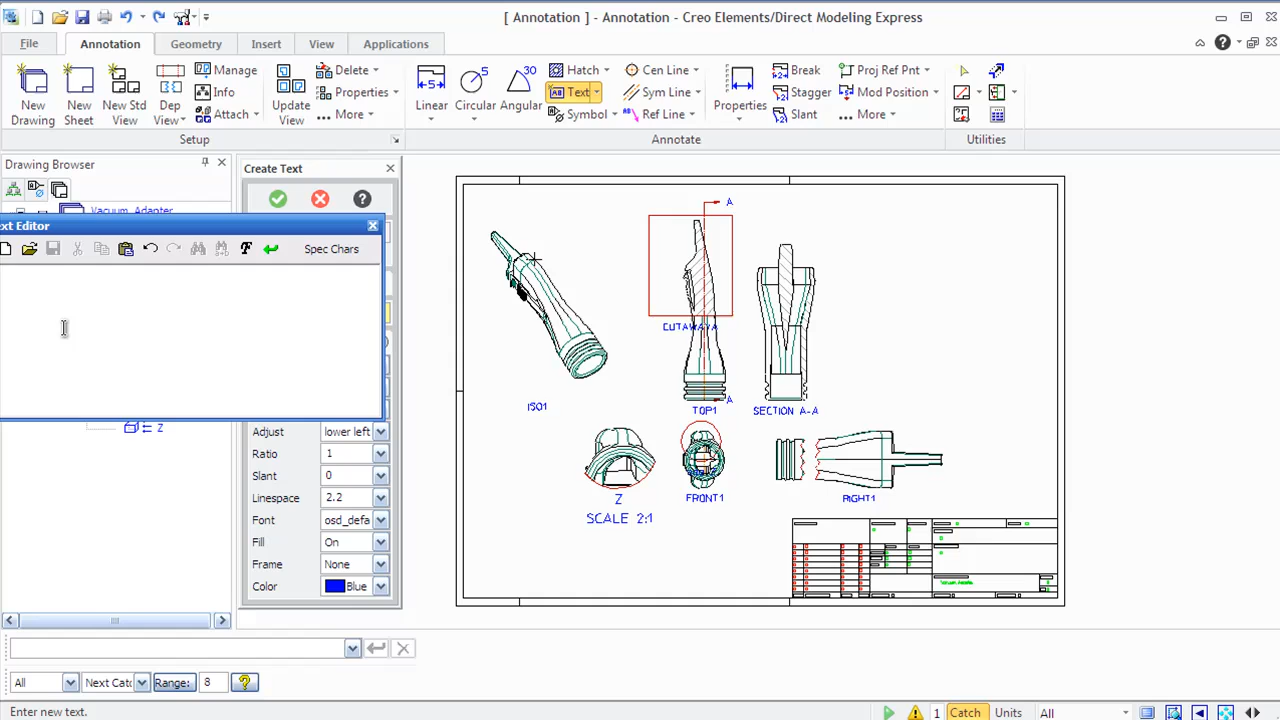 [ Annotation ] - Annotation - Creo Elements/Direct Modeling Express
File
Annotation
Geometry
Insert
View
Applications
New Drawing
New Sheet
New Std View
Dep View
Manage
Info
Attach
Update View
Delete
Properties
... More
Linear
Circular
Angular
Hatch
Text
Symbol
Cen Line
Sym Line
Ref Line
Properties
Break
Stagger
Slant
Proj Ref Pnt
Mod Position
... More
Setup
Annotate
Utilities
Drawing Browser
Vacuum_Adapter
Z
Create Text
ext Editor
Spec Chars
Adjust lower left
Ratio 1
Slant 0
Linespace 2.2
Font osd_defa
Fill On
Frame None
Color Blue
A
CUTAWAYA
A
ISO1
TOP1
SECTION A-A
Z
SCALE 2:1
FRONT1
RIGHT1
All
Next Catc
Range:
8
Enter new text.
1
Catch
Units
All